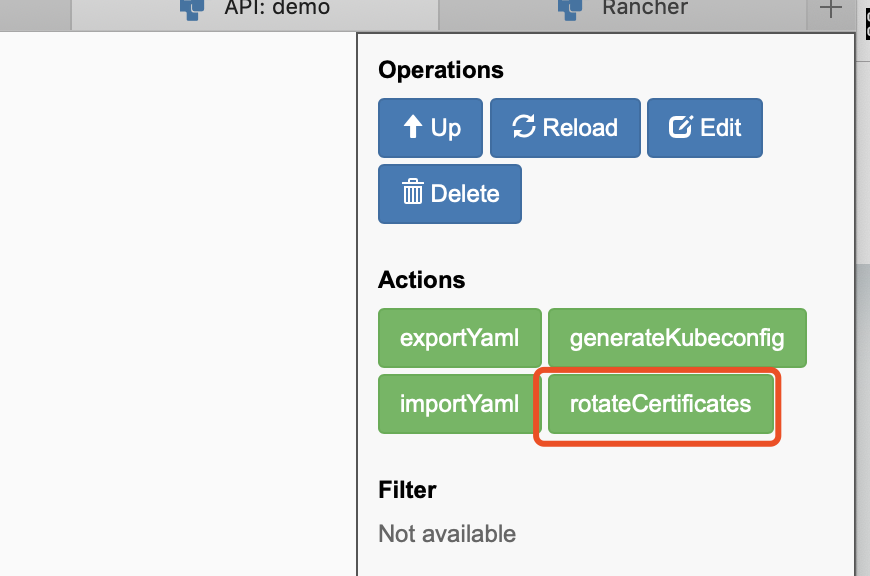 API: demo
Rancher
Operations
Up Reload Edit
Delete
Actions
exportYaml generateKubeconfig
importYaml rotateCertificates
Filter
Not available